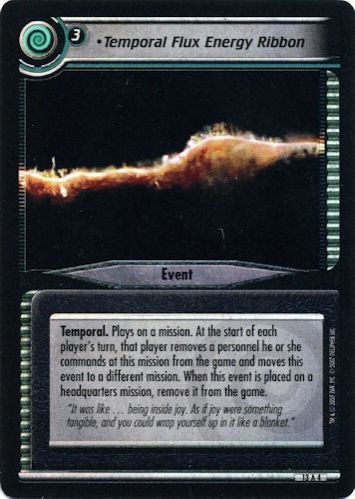 3
•Temporal Flux Energy Ribbon
Event
Temporal. Plays on a mission. At the start of each
player's turn, that player removes a personnel he or she
commands at this mission from the game and moves this
event to a different mission. When this event is placed on a
headquarters mission, remove it from the game.
"It was like ... being inside joy. As if joy were something
tangible, and you could wrap yourself up in it like a blanket."
13 A 4